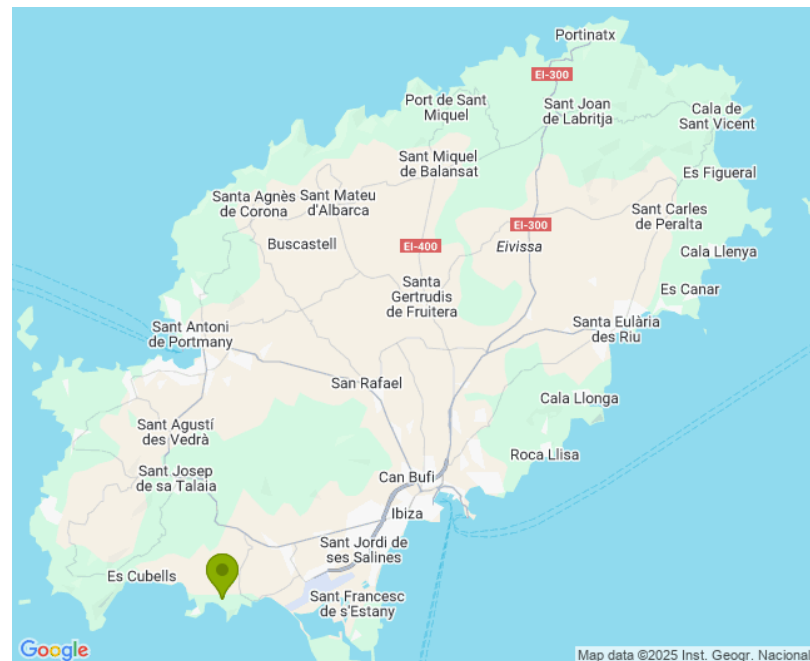 Portinatx
EI-300
Port de Sant
Miquel
Sant Joan
de Labritja
Cala de
Sant Vicent
Sant Miquel
de Balansat
Es Figueral
Santa Agnès
de Corona
Sant Mateu
d'Albarca
Sant Carles
de Peralta
Buscastell
EI-400
EI-300
Eivissa
Cala Llenya
Santa
Gertrudis
de Fruitera
Es Canar
Sant Antoni
de Portmany
Santa Eulària
des Riu
San Rafael
Cala Llonga
Sant Agustí
des Vedrà
Roca Llisa
Sant Josep
de sa Talaia
Can Bufi
Ibiza
Sant Jordi de
ses Salines
Es Cubells
Sant Francesc
de s'Estany
Google
Map data ©2025 Inst. Geogr. Nacional